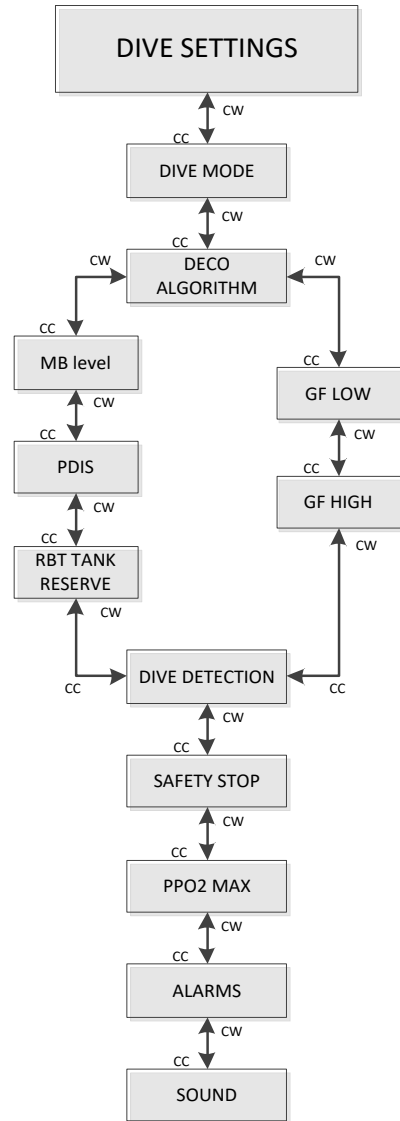 DIVE SETTINGS
CW
CC
DIVE MODE
CW
CC
DECO
ALGORITHM
CW
CW
CC
MB level
CC
GF LOW
CW
CC
PDIS
CW
CC
GF HIGH
CW
CC
RBT TANK
RESERVE
CW
CW
CC
DIVE DETECTION
CC
CW
CC
SAFETY STOP
CW
CC
PPO2 MAX
CW
CC
ALARMS
CW
CC
SOUND